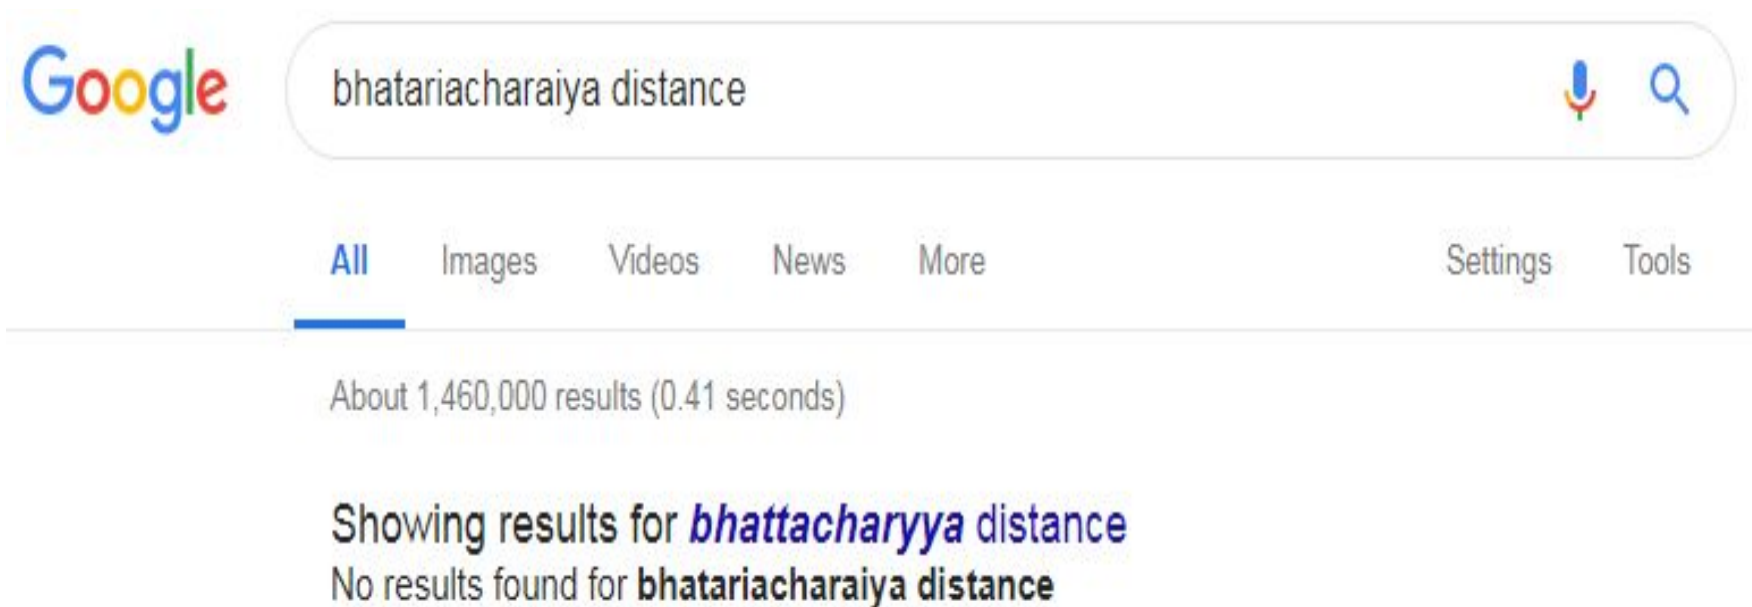 Google bhatariacharaiya distance
All Images Videos News More Settings Tools
About 1,460,000 results (0.41 seconds)
Showing results for bhattacharyya distance
No results found for bhatariacharaiya distance